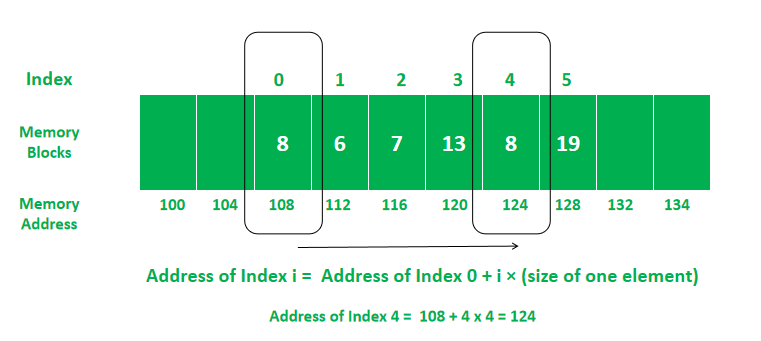 Index 0 1 2 3 4 5
Memory Blocks 8 6 7 13 8 19
Memory Address 100 104 108 112 116 120 124 128 132 134
Address of Index i = Address of Index 0 + i × (size of one element)
Address of Index 4 = 108 + 4 x 4 = 124